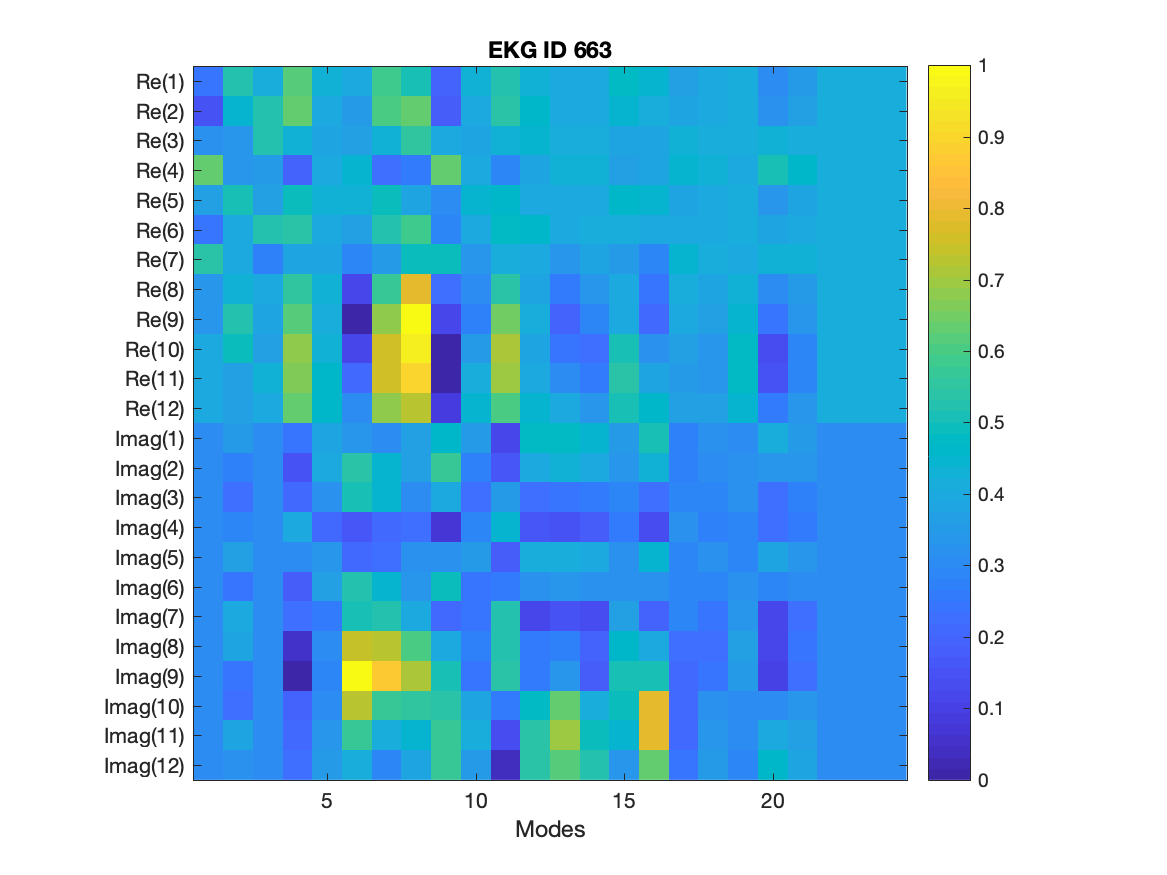 EKG ID 663
Re(1)
Re(2)
Re(3)
Re(4)
Re(5)
Re(6)
Re(7)
Re(8)
Re(9)
Re(10)
Re(11)
Re(12)
Imag(1)
Imag(2)
Imag(3)
Imag(4)
Imag(5)
Imag(6)
Imag(7)
Imag(8)
Imag(9)
Imag(10)
Imag(11)
Imag(12)
5 10 15 20
Modes
1
0.9
0.8
0.7
0.6
0.5
0.4
0.3
0.2
0.1
0